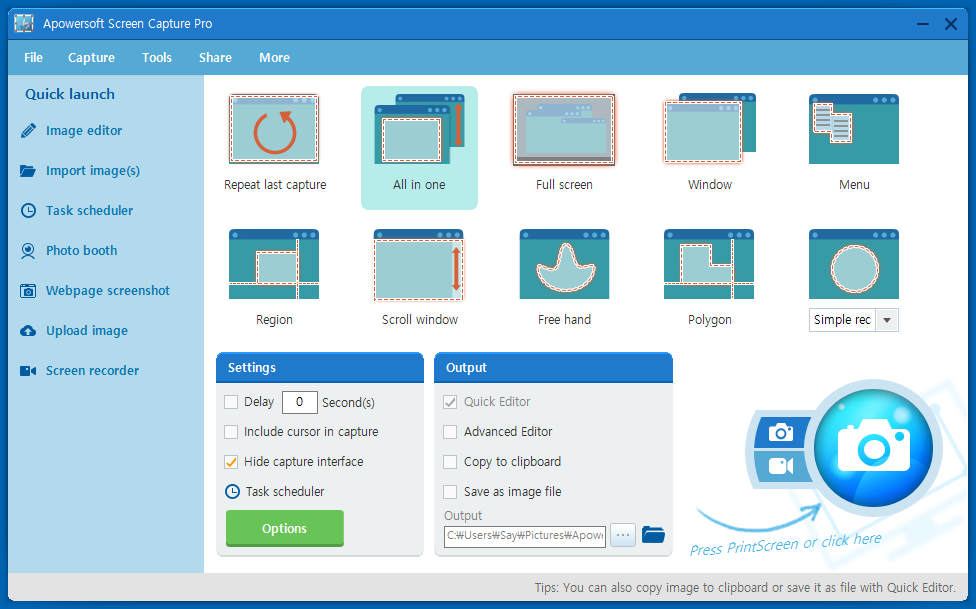 Apowersoft Screen Capture Pro
File Capture Tools Share More
Quick launch
Image editor
Import image(s)
Task scheduler
Photo booth
Webpage screenshot
Upload image
Screen recorder
Repeat last capture
All in one
Full screen
Window
Menu
Region
Scroll window
Free hand
Polygon
Simple rec
Settings
Delay 0 Second(s)
Include cursor in capture
Hide capture interface
Task scheduler
Options
Output
Quick Editor
Advanced Editor
Copy to clipboard
Save as image file
Output
C:₩Users₩Say₩Pictures₩Apowe
...
Press PrintScreen or click here
Tips: You can also copy image to clipboard or save it as file with Quick Editor.